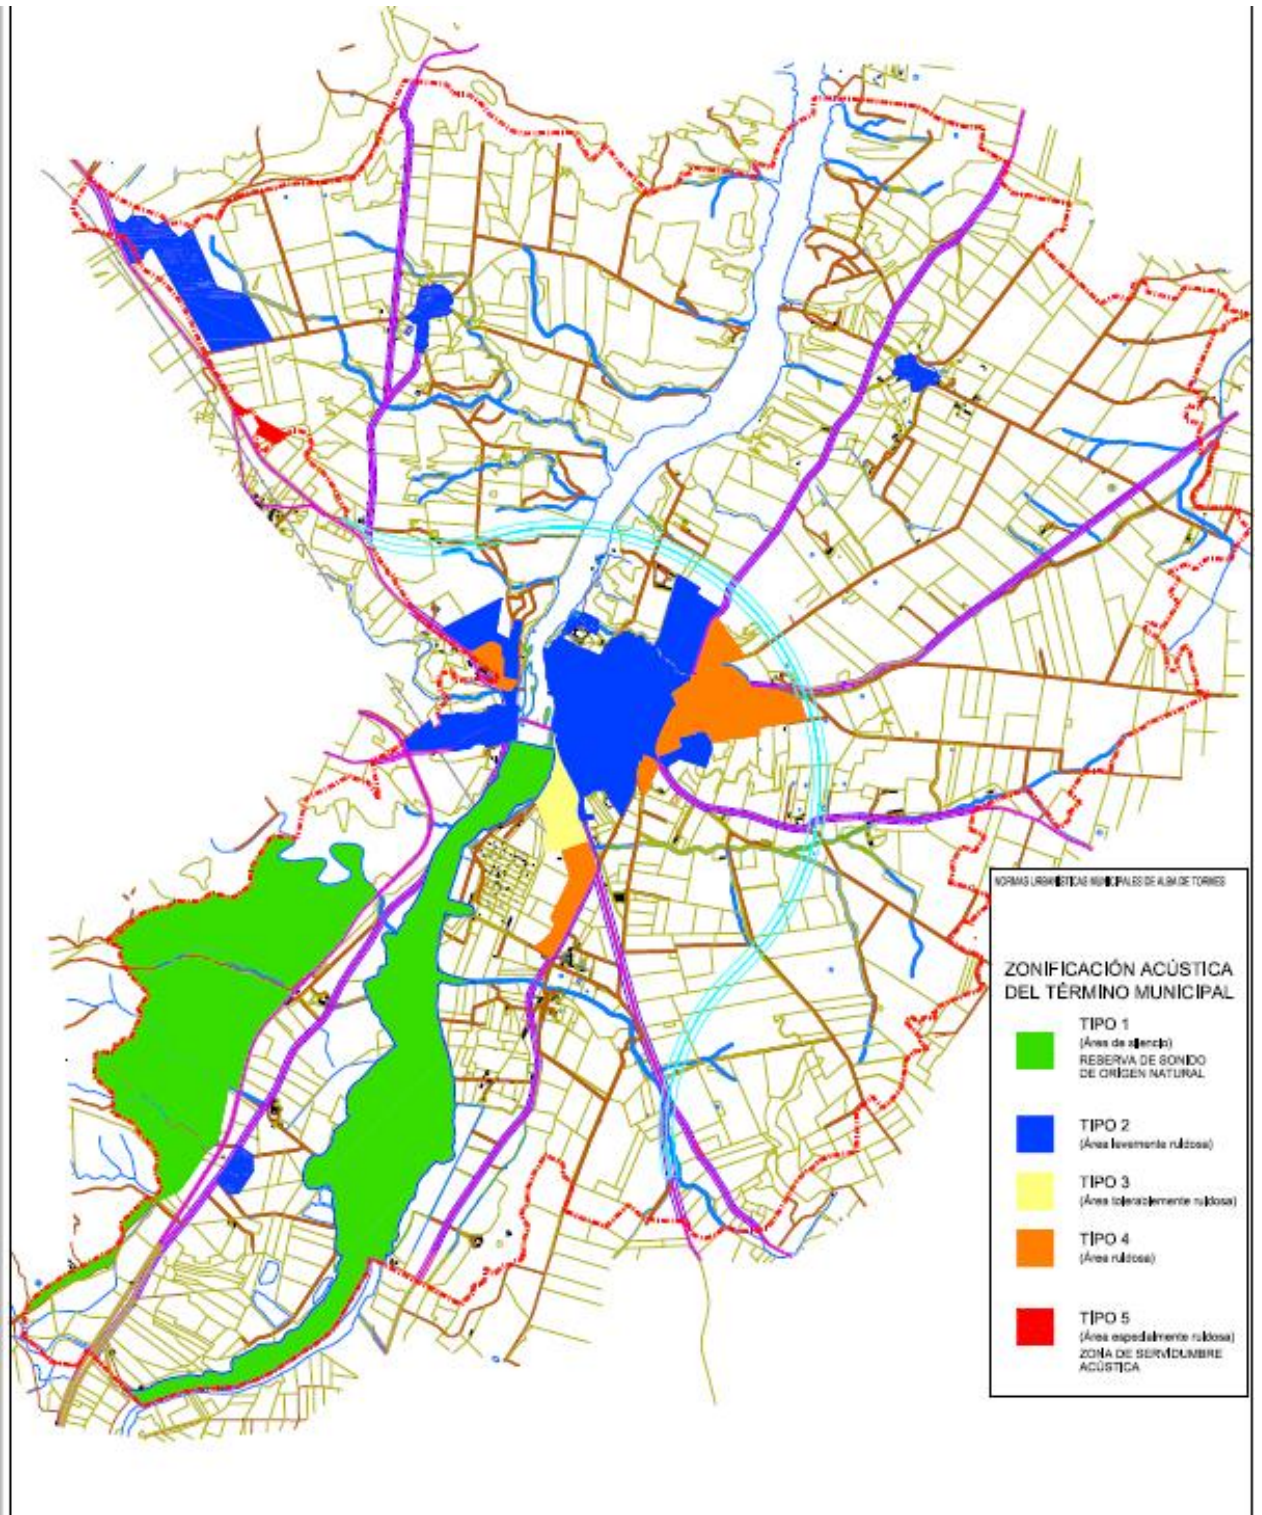 NORMAS URBANÍSTICAS MUNICIPALES DE ALBA DE TORMES
ZONIFICACIÓN ACÚSTICA
DEL TÉRMINO MUNICIPAL
TIPO 1
(Área de silencio)
RESERVA DE SONIDO
DE ORÍGEN NATURAL
TIPO 2
(Área levemente ruidosa)
TIPO 3
(Área tolerablemente ruidosa)
TIPO 4
(Área ruidosa)
TIPO 5
(Área especialmente ruidosa)
ZONA DE SERVIDUMBRE
ACÚSTICA